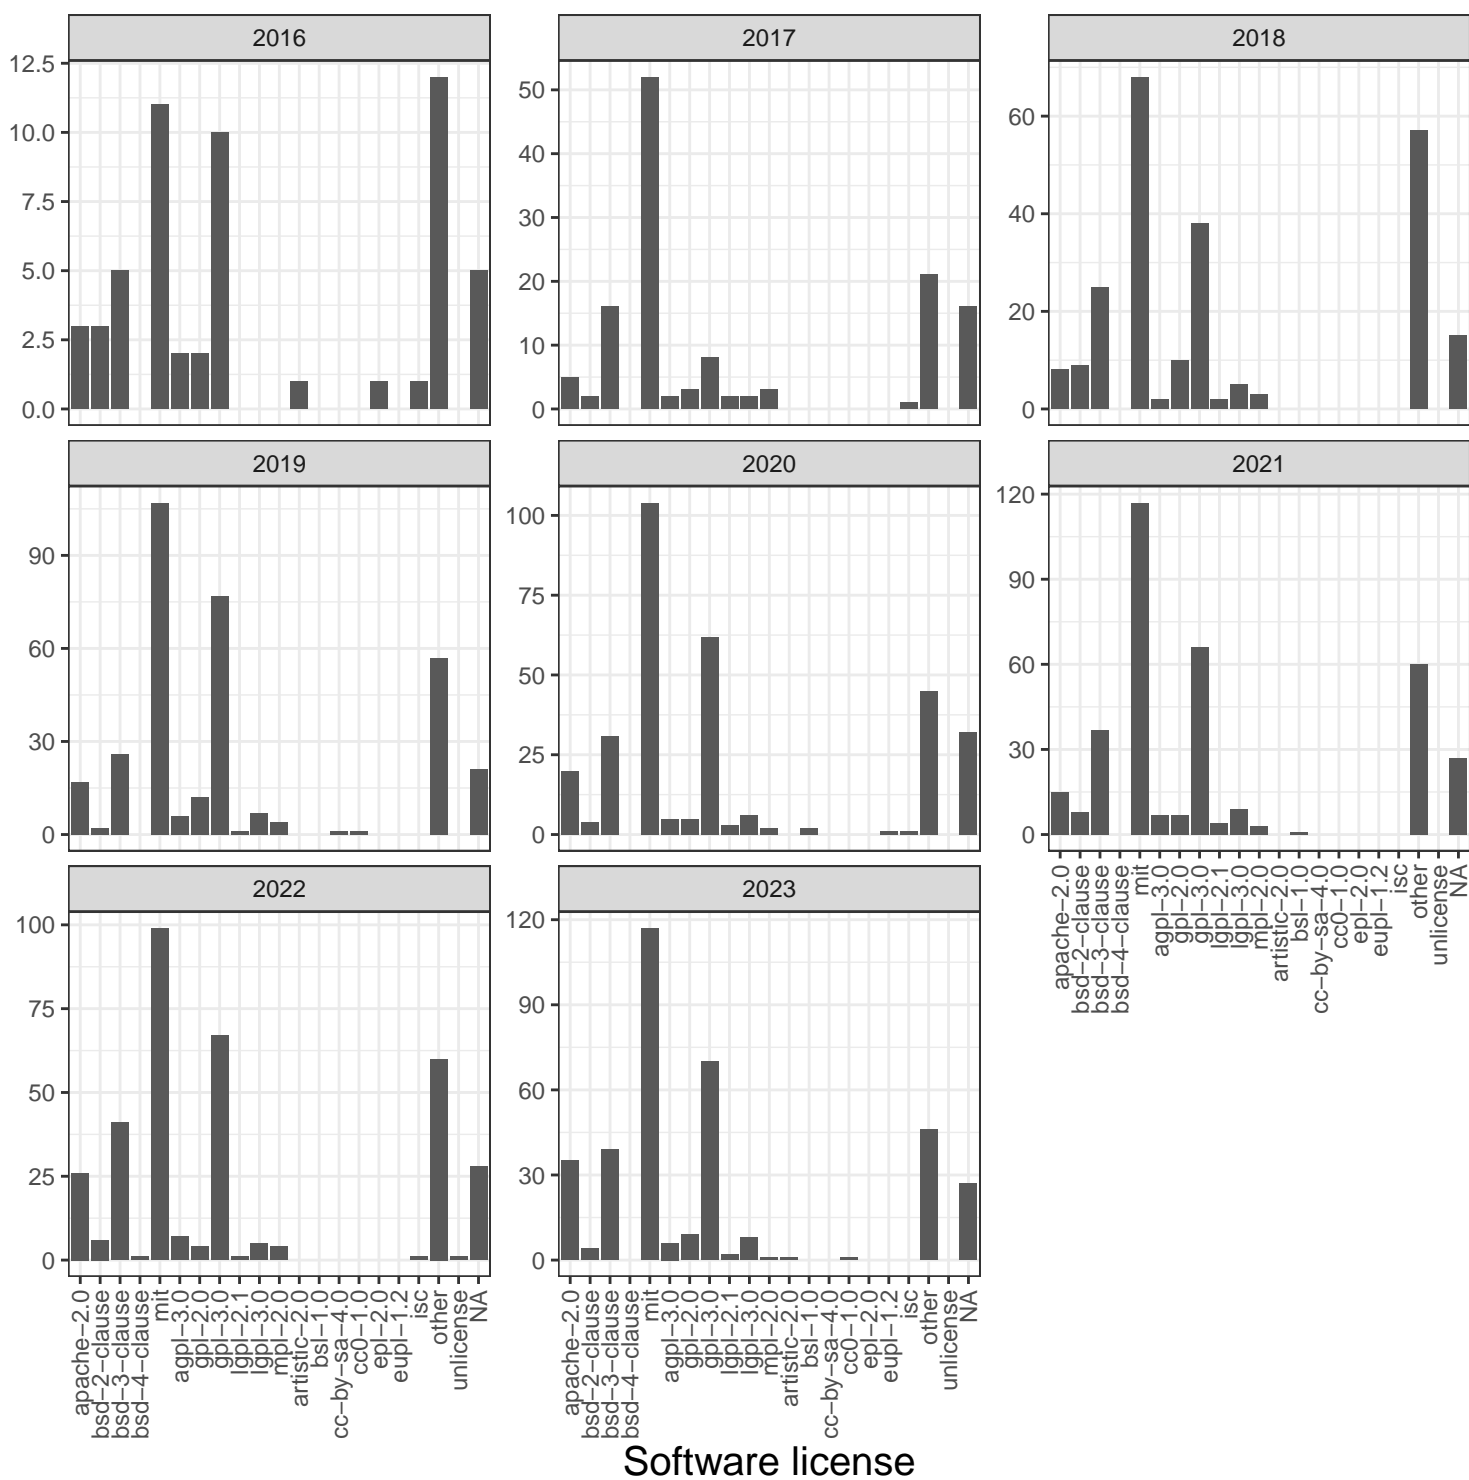 2016
2017
2018
12.5
10.0
7.5
5.0
2.5
0.0
50
40
30
20
10
0
60
40
20
0
2019
2020
2021
90
60
30
0
100
75
50
25
0
120
90
60
30
0
apache−2.0
bsd−2−clause
bsd−3−clause
bsd−4−clause
mit
agpl−3.0
gpl−2.0
gpl−3.0
lgpl−2.1
lgpl−3.0
mpl−2.0
artistic−2.0
bsl−1.0
cc−by−sa−4.0
cc0−1.0
epl−2.0
eupl−1.2
isc
other
unlicense
NA
2022
2023
100
75
50
25
0
120
90
60
30
0
apache−2.0
bsd−2−clause
bsd−3−clause
bsd−4−clause
mit
agpl−3.0
gpl−2.0
gpl−3.0
lgpl−2.1
lgpl−3.0
mpl−2.0
artistic−2.0
bsl−1.0
cc−by−sa−4.0
cc0−1.0
epl−2.0
eupl−1.2
isc
other
unlicense
NA
apache−2.0
bsd−2−clause
bsd−3−clause
bsd−4−clause
mit
agpl−3.0
gpl−2.0
gpl−3.0
lgpl−2.1
lgpl−3.0
mpl−2.0
artistic−2.0
bsl−1.0
cc−by−sa−4.0
cc0−1.0
epl−2.0
eupl−1.2
isc
other
unlicense
NA
Software license